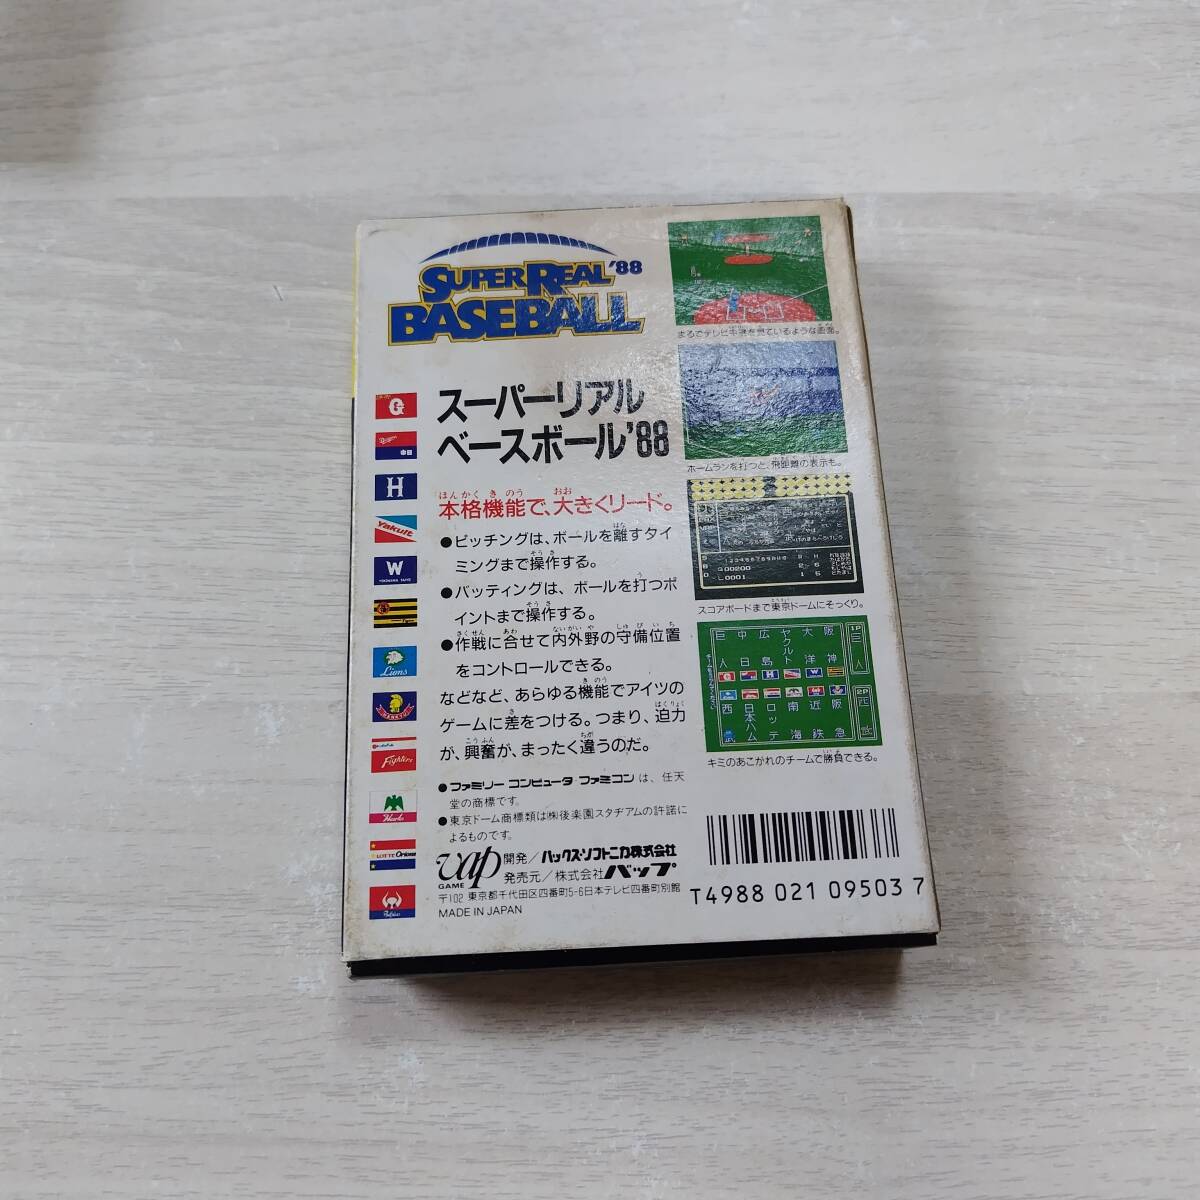 SUPER REAL '88
BASEBALL
スーパーリアル
ベースボール'88
本格機能で、大きくリード。
●ピッチングは、ボールを離すタイ
ミングまで操作する。
●バッティングは、ボールを打つポ
イントまで操作する。
●作戦に合せて内外野の守備位置
をコントロールできる。
などなど、あらゆる機能でアイツの
ゲームに差をつける。つまり、迫力
が、興奮が、まったく違うのだ。
●ファミリー コンピュータ ファミコン は、任天
堂の商標です。
●東京ドーム商標類は㈱後楽園スタヂアムの許諾に
よるものです。
vap
GAME
開発/バックス・ソフトニカ株式会社
発売元/株式会社バップ
〒102 東京都千代田区四番町5-6日本テレビ四番町別館
MADE IN JAPAN
まるでテレビ中継を見ているような画面。
ホームランを打つと、飛距離の表示も。
スコアボードまで東京ドームにそっくり。
巨人 中日 広島 ヤクルト 大洋 阪神
西武 日本ハム ロッテ 南海 近鉄 阪急
1P
巨人
2P
西武
キミのあこがれのチームで勝負できる。
T4988 021 09503 7
G
中日
H
Yakult
W
Lions
Fighters
Hawks
LOTTE Orions